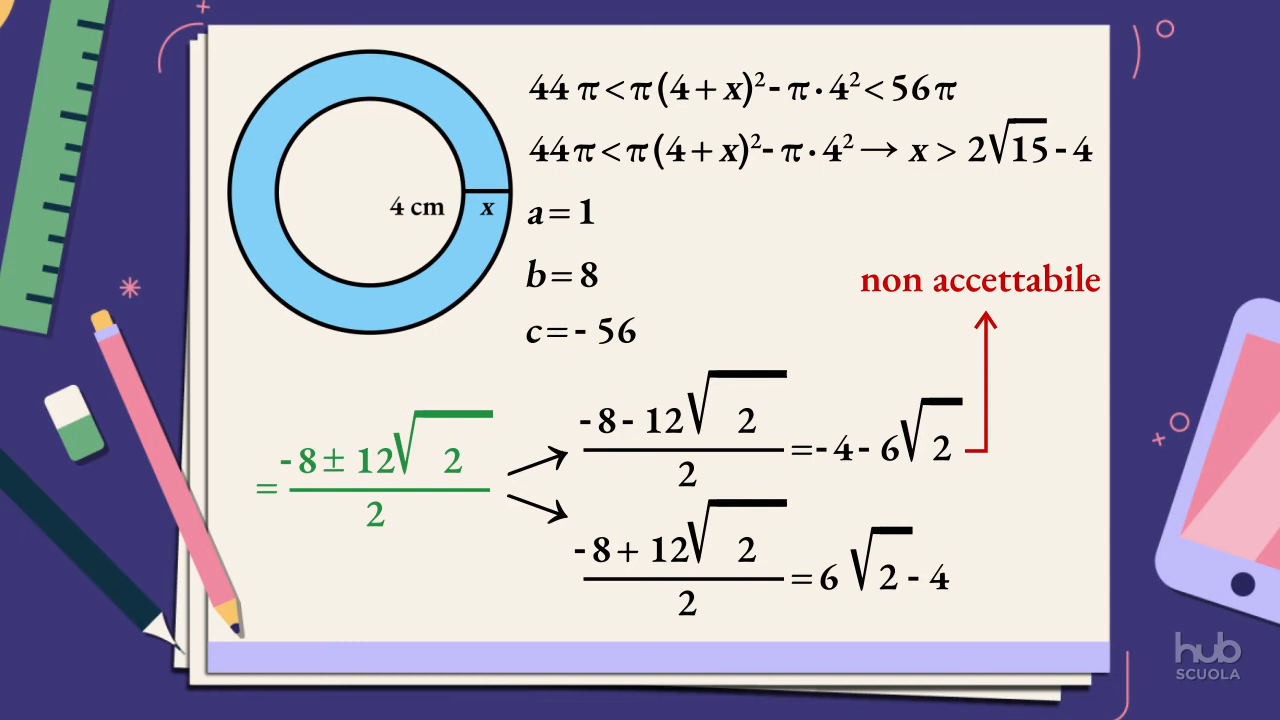 44 π < π (4 + x)² - π · 4² < 56 π
44 π < π (4 + x)² - π · 4² → x > 2√15 - 4
4 cm x
a = 1
b = 8
c = - 56
non accettabile
= (-8 ± 12√2)/2
(-8 - 12√2)/2 = -4 - 6√2
(-8 + 12√2)/2 = 6√2 - 4
hub
SCUOLA